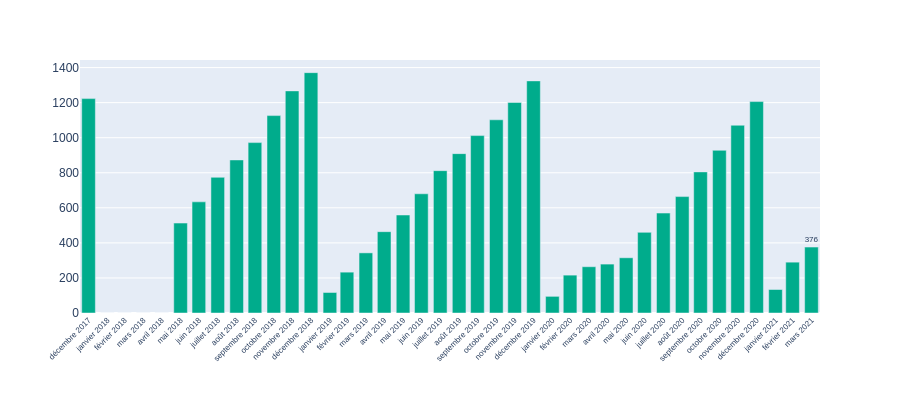 1400
1200
1000
800
600
400
200
0
376
décembre 2017
janvier 2018
février 2018
mars 2018
avril 2018
mai 2018
juin 2018
juillet 2018
août 2018
septembre 2018
octobre 2018
novembre 2018
décembre 2018
janvier 2019
février 2019
mars 2019
avril 2019
mai 2019
juin 2019
juillet 2019
août 2019
septembre 2019
octobre 2019
novembre 2019
décembre 2019
janvier 2020
février 2020
mars 2020
avril 2020
mai 2020
juin 2020
juillet 2020
août 2020
septembre 2020
octobre 2020
novembre 2020
décembre 2020
janvier 2021
février 2021
mars 2021